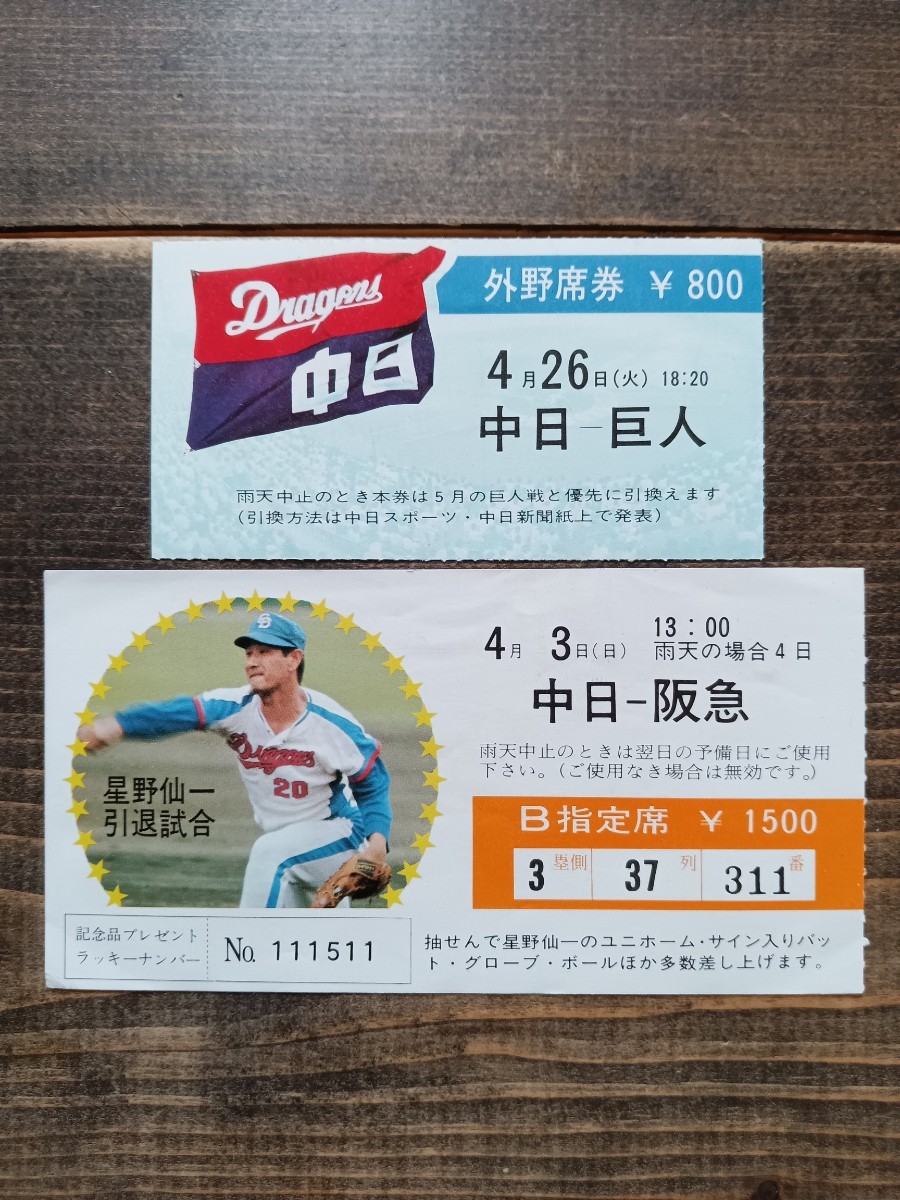 Dragons
中日
外野席券 ¥800
4月26日(火) 18:20
中日-巨人
雨天中止のとき本券は5月の巨人戦と優先に引換えます
(引換方法は中日スポーツ・中日新聞紙上で発表)
CD
Dragons
20
星野仙一
引退試合
4月 3日(日) 13:00
雨天の場合4日
中日-阪急
雨天中止のときは翌日の予備日にご使用
下さい。(ご使用なき場合は無効です。)
B指定席 ¥1500
3塁側 37列 311番
記念品プレゼント
ラッキーナンバー
No. 111511
抽せんで星野仙一のユニホーム・サイン入りバッ
ト・グローブ・ボールほか多数差し上げます。